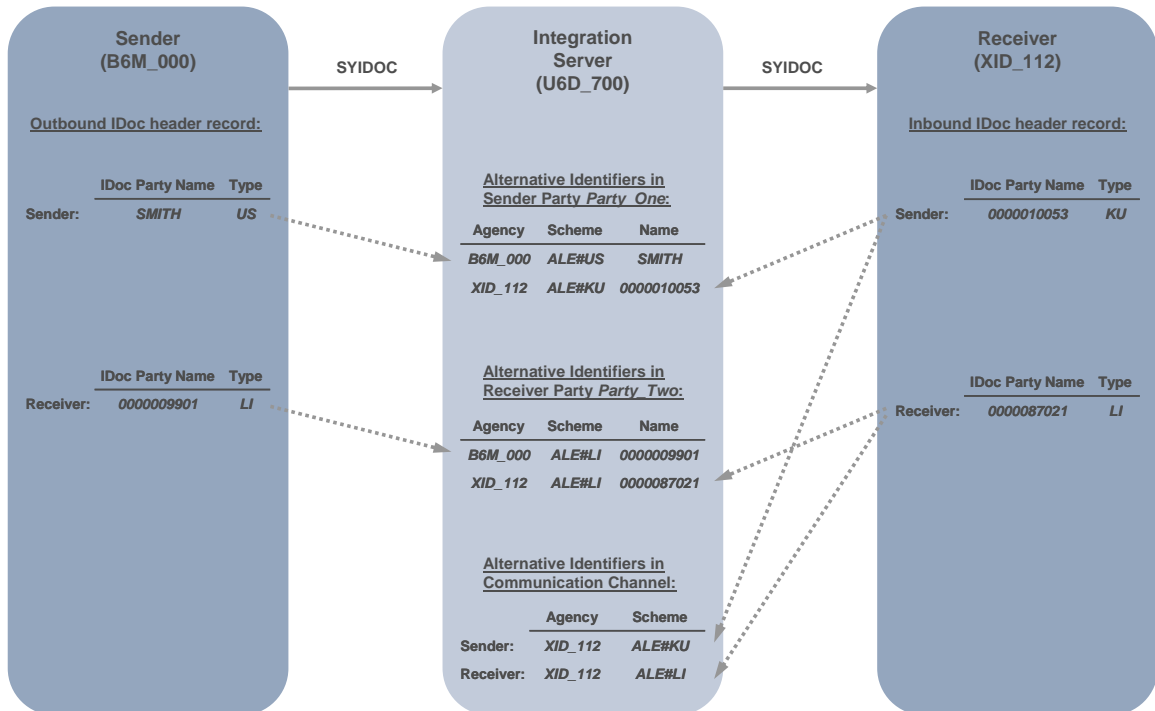 Sender
(B6M_000)
Outbound IDoc header record:
IDoc Party Name Type
Sender: SMITH US
IDoc Party Name Type
Receiver: 0000009901 LI
SYIDOC
Integration
Server
(U6D_700)
Alternative Identifiers in
Sender Party Party_One:
Agency Scheme Name
B6M_000 ALE#US SMITH
XID_112 ALE#KU 0000010053
Alternative Identifiers in
Receiver Party Party_Two:
Agency Scheme Name
B6M_000 ALE#LI 0000009901
XID_112 ALE#LI 0000087021
Alternative Identifiers in
Communication Channel:
Agency Scheme
Sender: XID_112 ALE#KU
Receiver: XID_112 ALE#LI
SYIDOC
Receiver
(XID_112)
Inbound IDoc header record:
IDoc Party Name Type
Sender: 0000010053 KU
IDoc Party Name Type
Receiver: 0000087021 LI